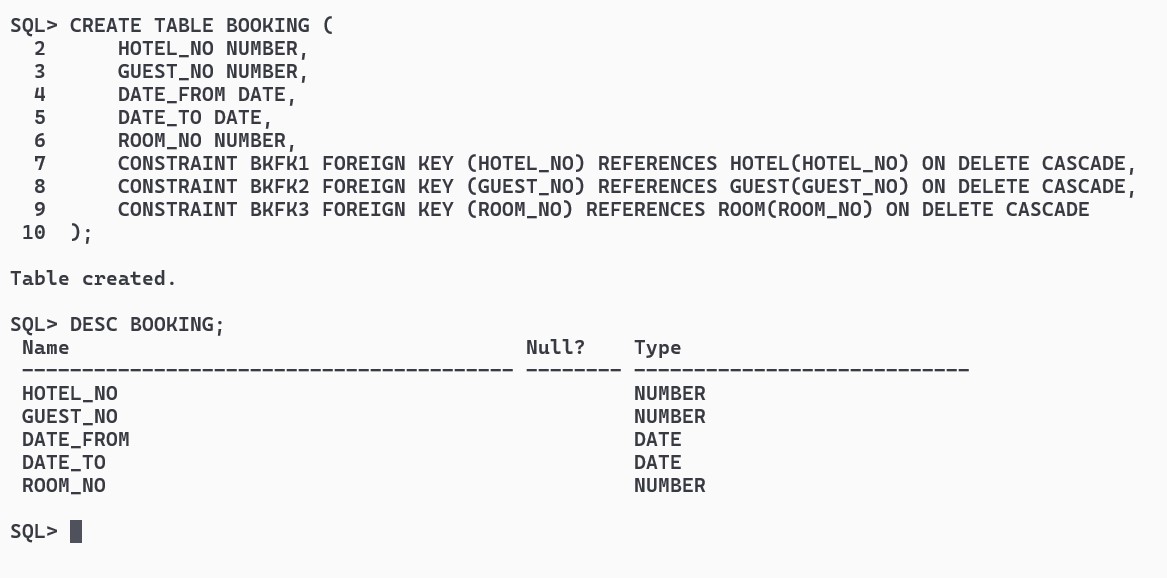 SQL> CREATE TABLE BOOKING (
  2      HOTEL_NO NUMBER,
  3      GUEST_NO NUMBER,
  4      DATE_FROM DATE,
  5      DATE_TO DATE,
  6      ROOM_NO NUMBER,
  7      CONSTRAINT BKFK1 FOREIGN KEY (HOTEL_NO) REFERENCES HOTEL(HOTEL_NO) ON DELETE CASCADE,
  8      CONSTRAINT BKFK2 FOREIGN KEY (GUEST_NO) REFERENCES GUEST(GUEST_NO) ON DELETE CASCADE,
  9      CONSTRAINT BKFK3 FOREIGN KEY (ROOM_NO) REFERENCES ROOM(ROOM_NO) ON DELETE CASCADE
 10  );
Table created.
SQL> DESC BOOKING;
 Name                                      Null?    Type
 ----------------------------------------- -------- ----------------------------
 HOTEL_NO                                           NUMBER
 GUEST_NO                                           NUMBER
 DATE_FROM                                          DATE
 DATE_TO                                            DATE
 ROOM_NO                                            NUMBER
SQL>